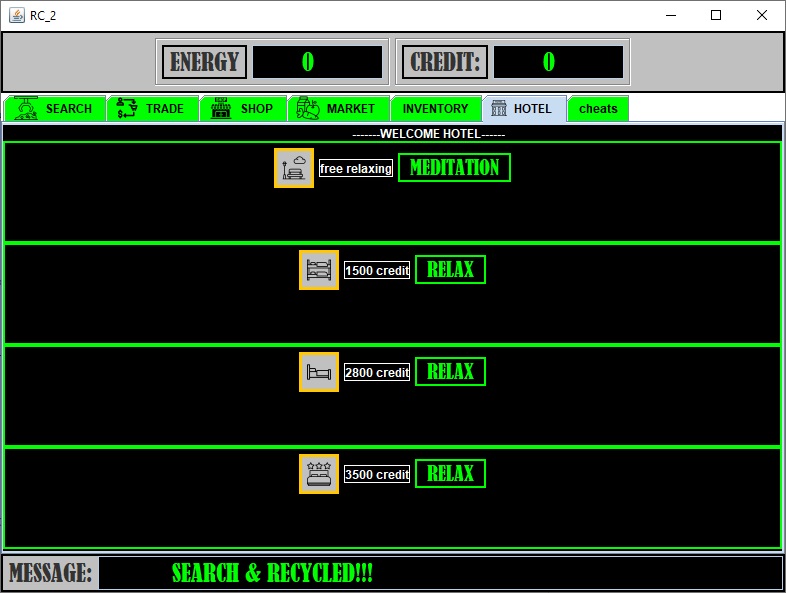 RC_2
ENERGY 0 CREDIT: 0
SEARCH TRADE SHOP MARKET INVENTORY HOTEL cheats
-------WELCOME HOTEL------
free relaxing MEDITATION
1500 credit RELAX
2800 credit RELAX
3500 credit RELAX
MESSAGE: SEARCH & RECYCLED!!!